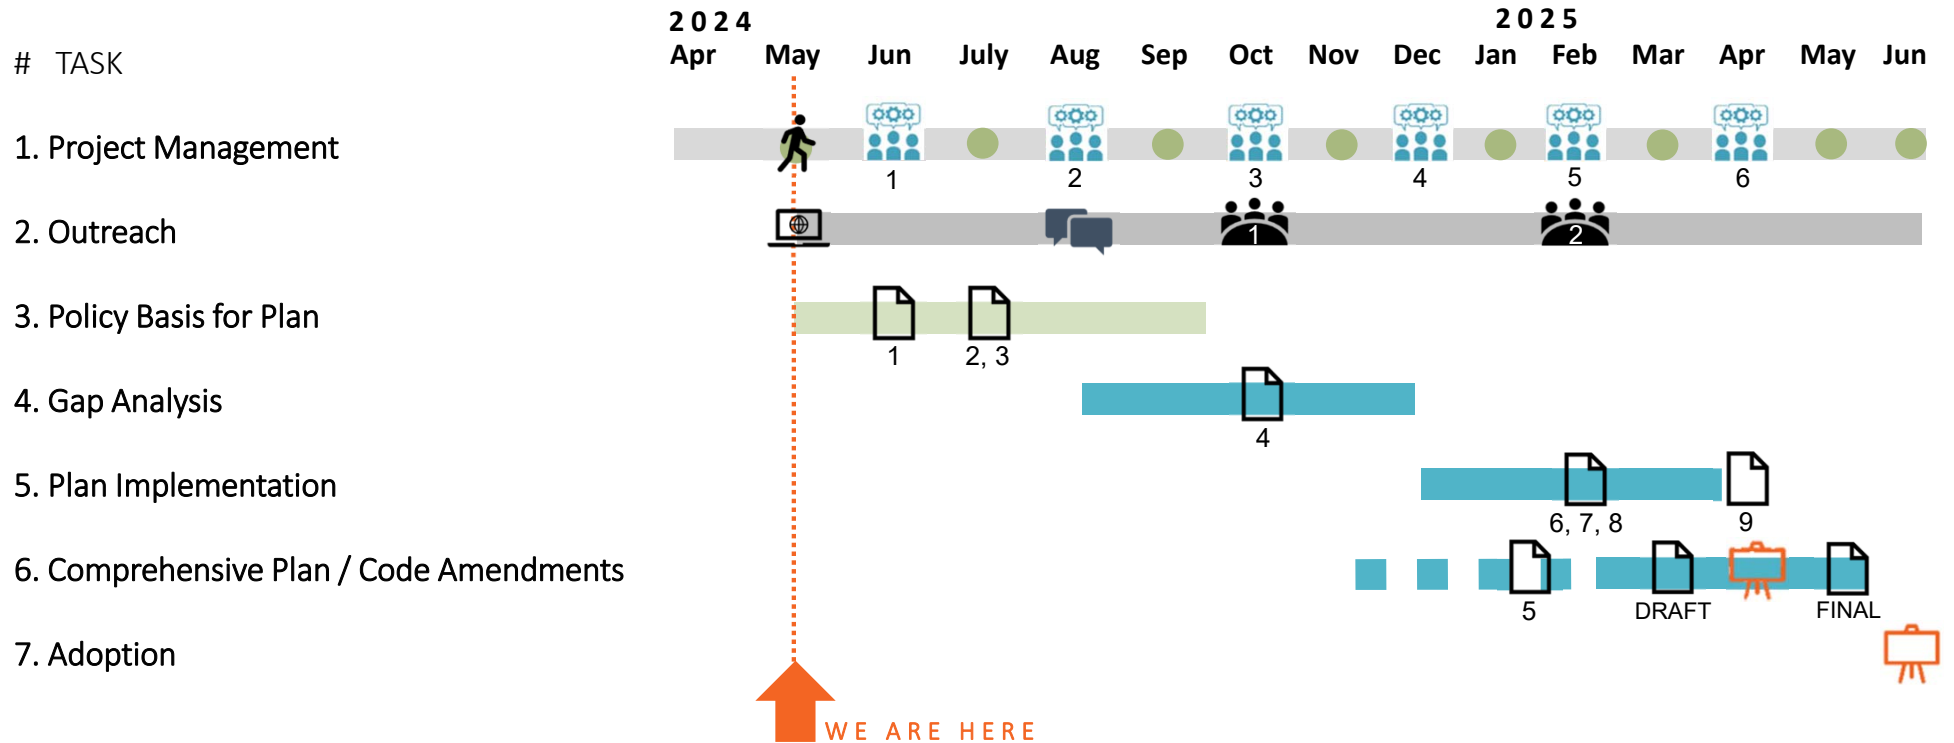 2024 2025
# TASK Apr May Jun July Aug Sep Oct Nov Dec Jan Feb Mar Apr May Jun
1. Project Management
1 2 3 4 5 6
2. Outreach 1 2
3. Policy Basis for Plan
1 2, 3
4. Gap Analysis
4
5. Plan Implementation
6, 7, 8 9
6. Comprehensive Plan / Code Amendments
5 DRAFT FINAL
7. Adoption
WE ARE HERE